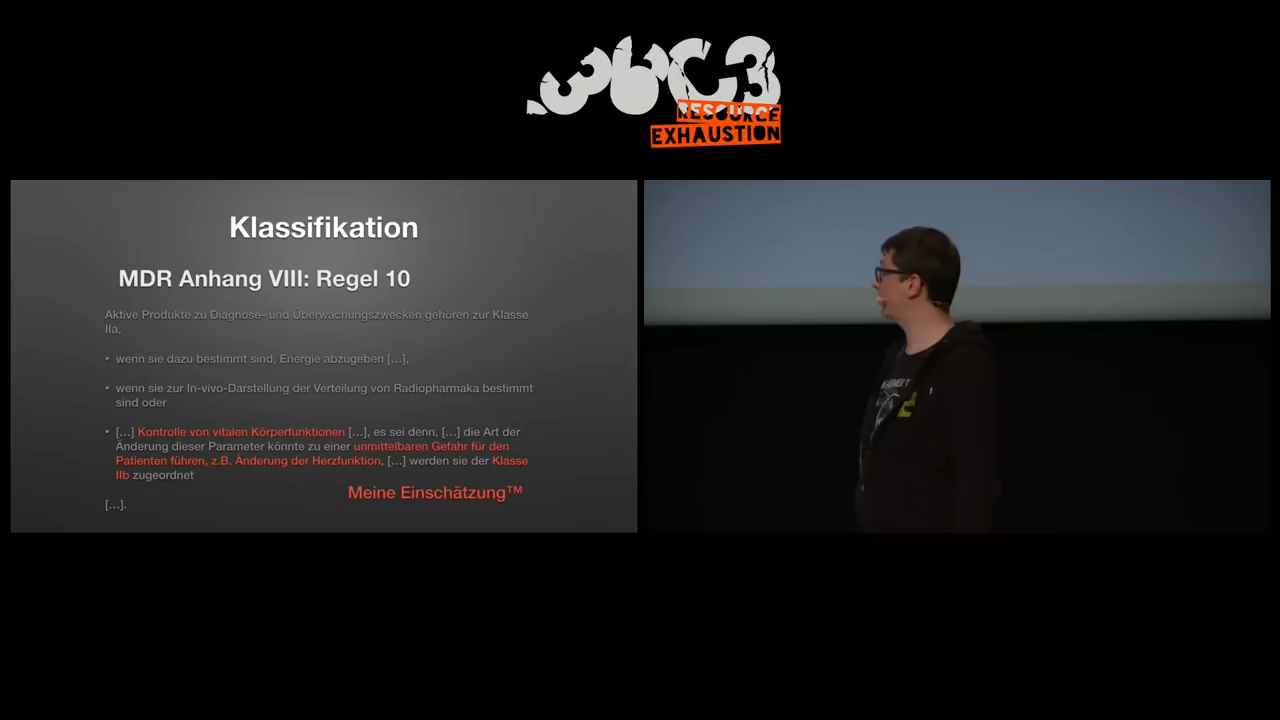 36C3
RESOURCE
EXHAUSTION
Klassifikation
MDR Anhang VIII: Regel 10
Aktive Produkte zu Diagnose- und Überwachungszwecken gehören zur Klasse
IIa,
• wenn sie dazu bestimmt sind, Energie abzugeben [...],
• wenn sie zur In-vivo-Darstellung der Verteilung von Radiopharmaka bestimmt
sind oder
• [...] Kontrolle von vitalen Körperfunktionen [...], es sei denn, [...] die Art der
Änderung dieser Parameter könnte zu einer unmittelbaren Gefahr für den
Patienten führen, z.B. Änderung der Herzfunktion, [...] werden sie der Klasse
IIb zugeordnet
Meine Einschätzung™
[...].